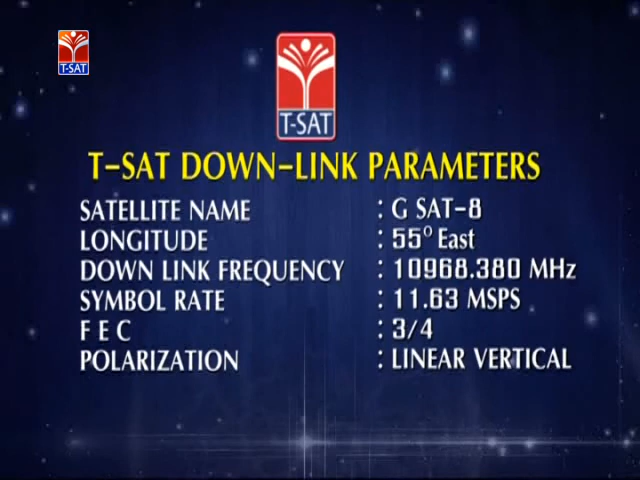 T-SAT
T-SAT
T-SAT DOWN-LINK PARAMETERS
SATELLITE NAME : G SAT-8
LONGITUDE : 55° East
DOWN LINK FREQUENCY : 10968.380 MHz
SYMBOL RATE : 11.63 MSPS
F E C : 3/4
POLARIZATION : LINEAR VERTICAL